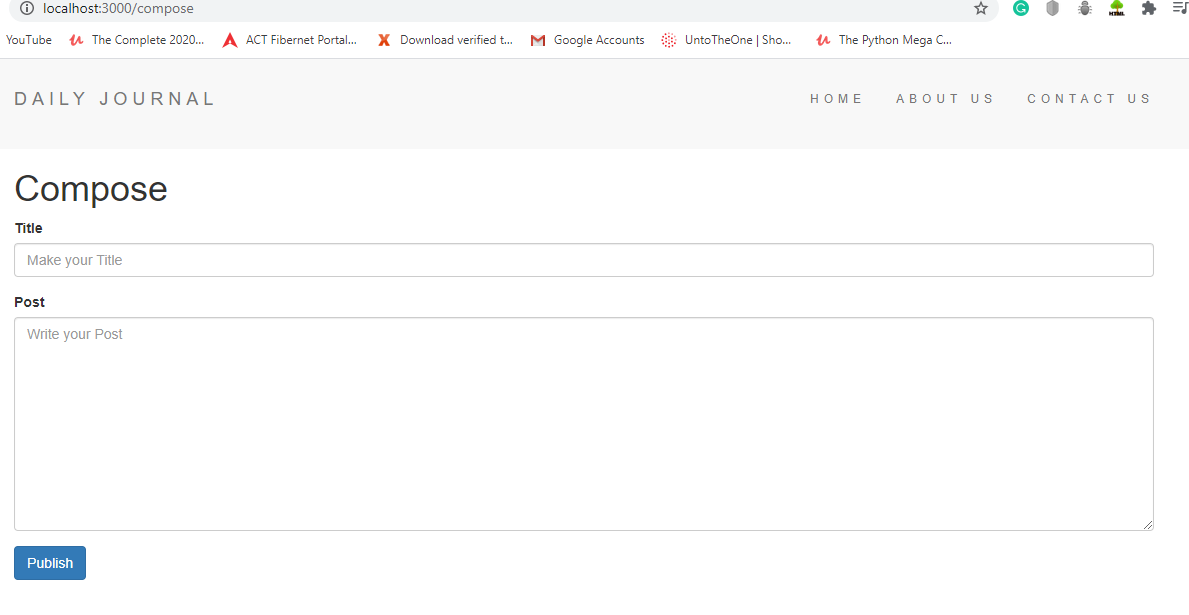 localhost:3000/compose
HTML
YouTube The Complete 2020... ACT Fibernet Portal... Download verified t... Google Accounts UntoTheOne | Sho... The Python Mega C...
DAILY JOURNAL HOME ABOUT US CONTACT US
Compose
Title
Make your Title
Post
Write your Post
Publish